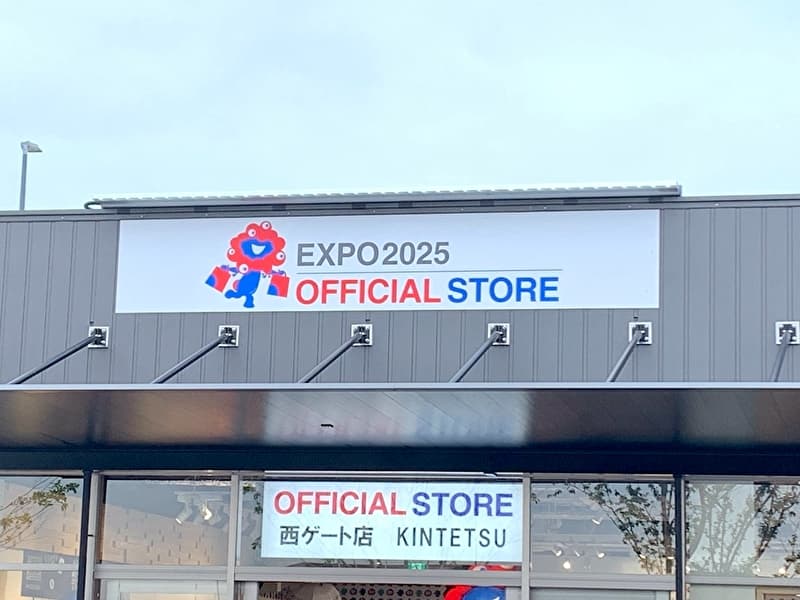 EXPO2025
OFFICIAL STORE
OFFICIAL STORE
西ゲート店 KINTETSU